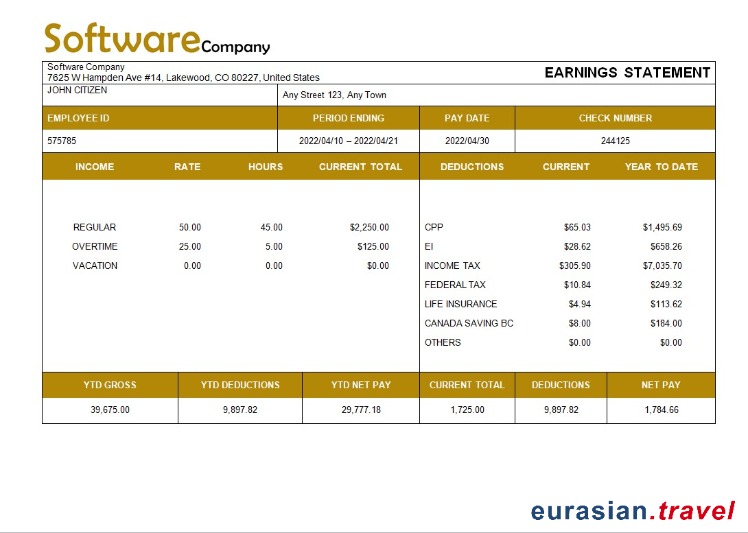 SoftwareCompany
Software Company
7625 W Hampden Ave #14, Lakewood, CO 80227, United States
EARNINGS STATEMENT
JOHN CITIZEN
Any Street 123, Any Town
EMPLOYEE ID PERIOD ENDING PAY DATE CHECK NUMBER
575785 2022/04/10 – 2022/04/21 2022/04/30 244125
INCOME RATE HOURS CURRENT TOTAL DEDUCTIONS CURRENT YEAR TO DATE
REGULAR 50.00 45.00 $2,250.00 CPP $65.03 $1,495.69
OVERTIME 25.00 5.00 $125.00 EI $28.62 $658.26
VACATION 0.00 0.00 $0.00 INCOME TAX $305.90 $7,035.70
FEDERAL TAX $10.84 $249.32
LIFE INSURANCE $4.94 $113.62
CANADA SAVING BC $8.00 $184.00
OTHERS $0.00 $0.00
YTD GROSS YTD DEDUCTIONS YTD NET PAY CURRENT TOTAL DEDUCTIONS NET PAY
39,675.00 9,897.82 29,777.18 1,725.00 9,897.82 1,784.66
eurasian.travel